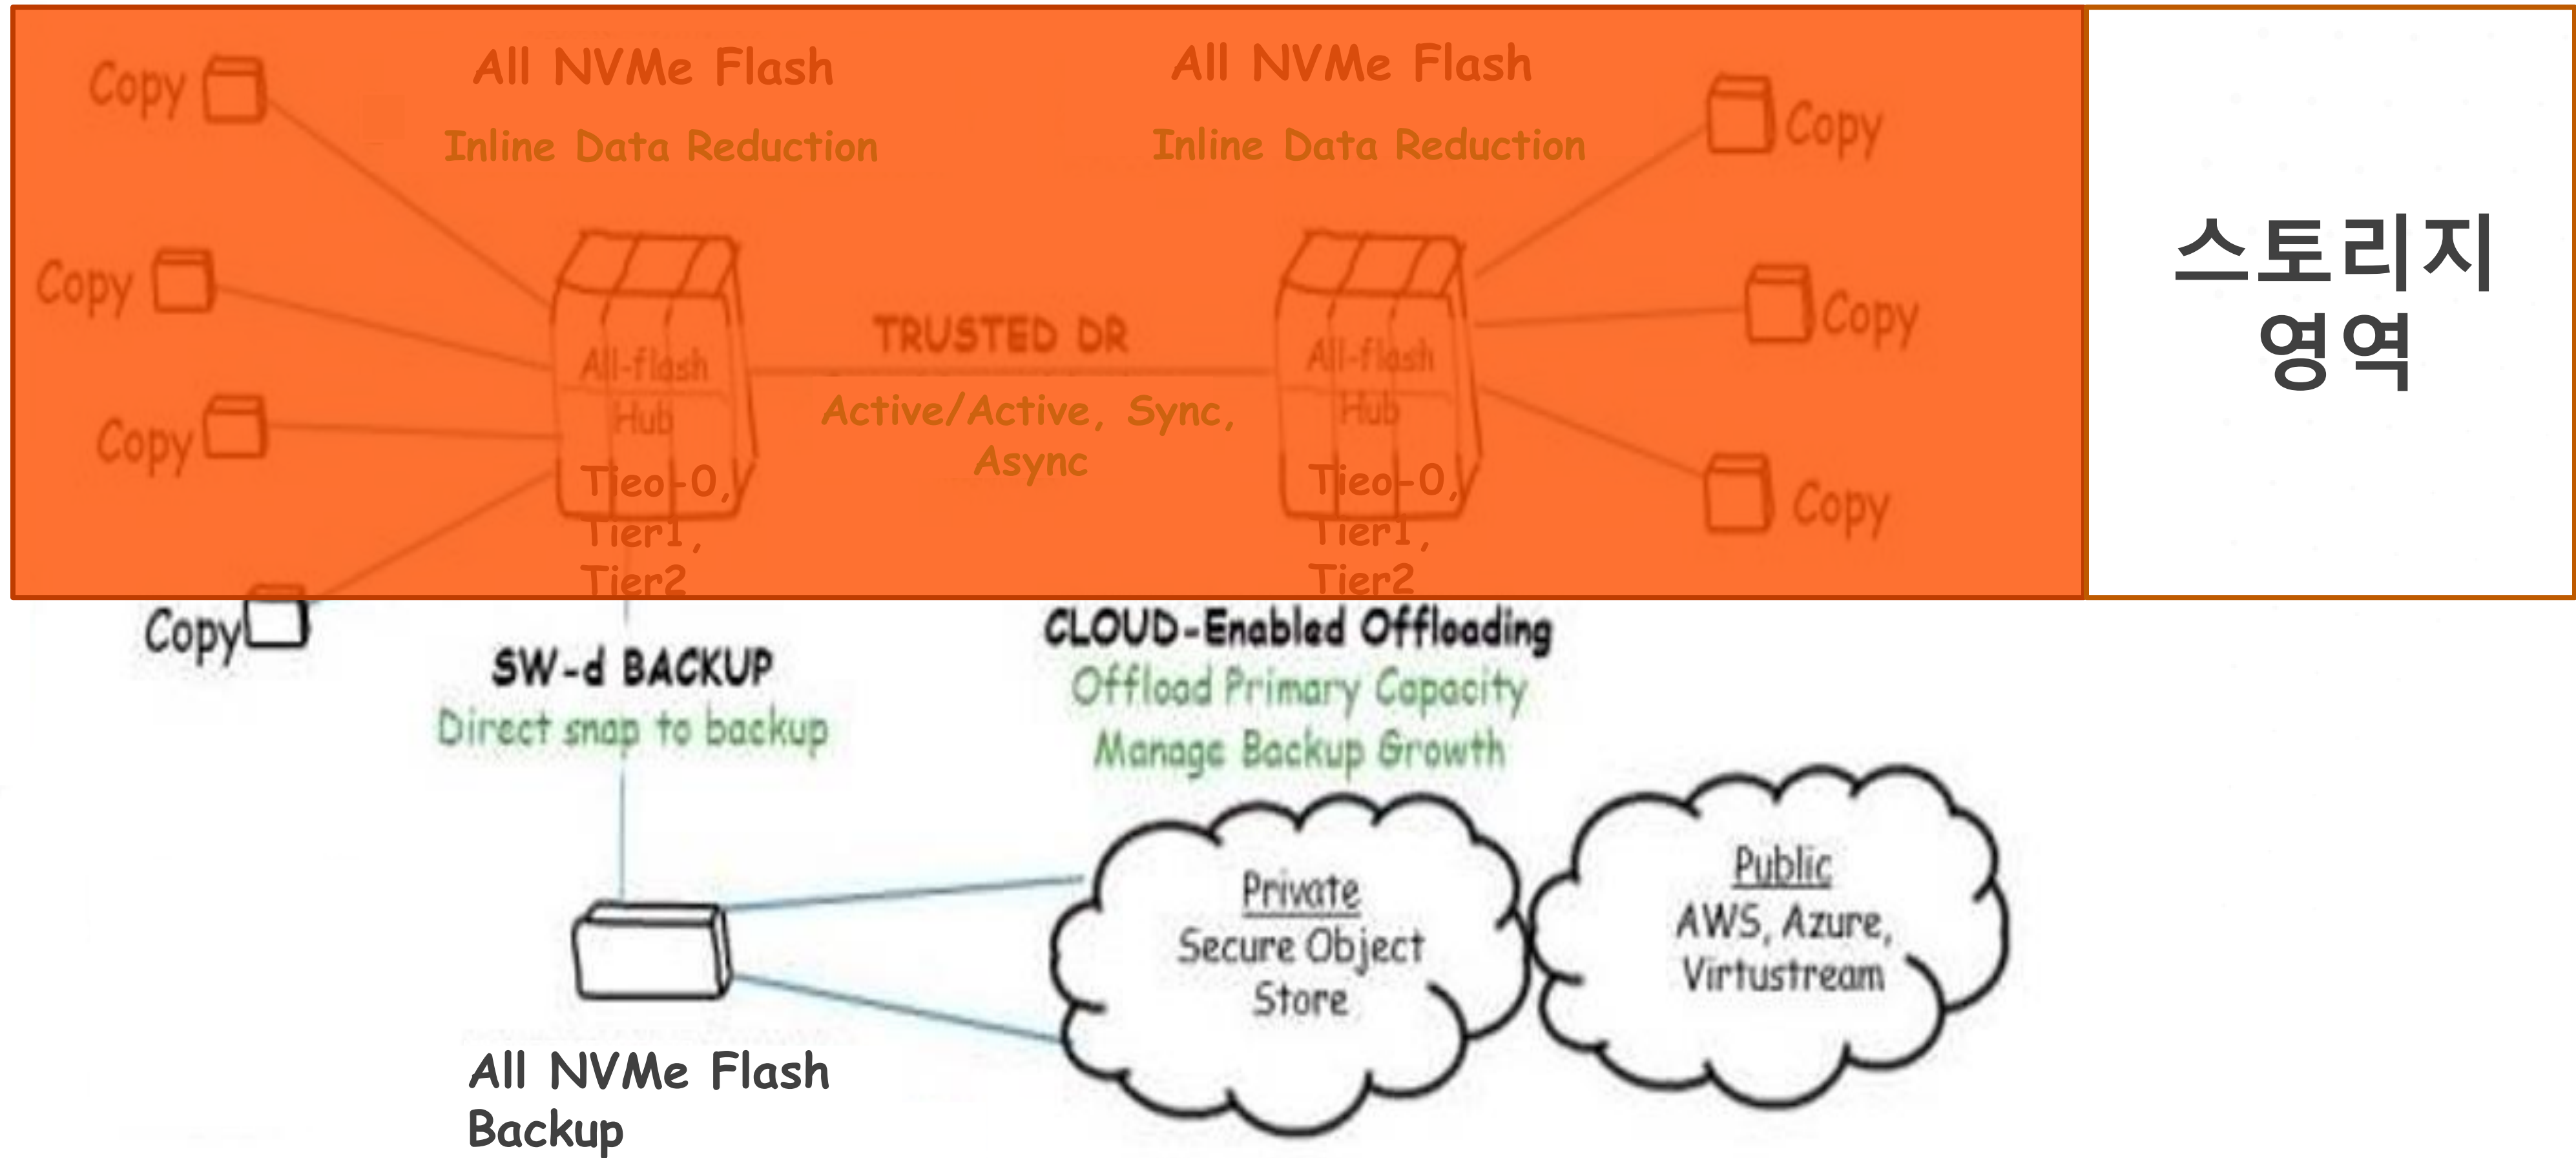 Copy
All NVMe Flash
Inline Data Reduction
All NVMe Flash
Inline Data Reduction
Copy
Copy
Copy
Copy
Copy
Copy
Copy
All-flash
Hub
Tieo-0,
Tier1,
Tier2
TRUSTED DR
Active/Active, Sync,
Async
All-flash
Hub
Tieo-0,
Tier1,
Tier2
스토리지
영역
SW-d BACKUP
Direct snap to backup
CLOUD-Enabled Offloading
Offload Primary Capacity
Manage Backup Growth
Private
Secure Object
Store
Public
AWS, Azure,
Virtustream
All NVMe Flash
Backup